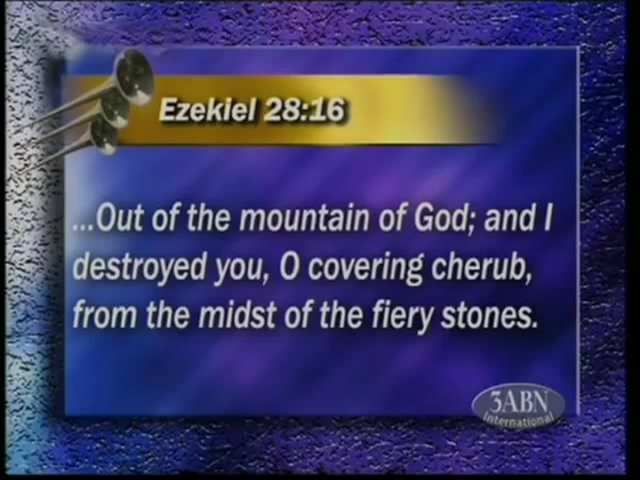 Ezekiel 28:16
...Out of the mountain of God; and I
destroyed you, O covering cherub,
from the midst of the fiery stones.
3ABN
International